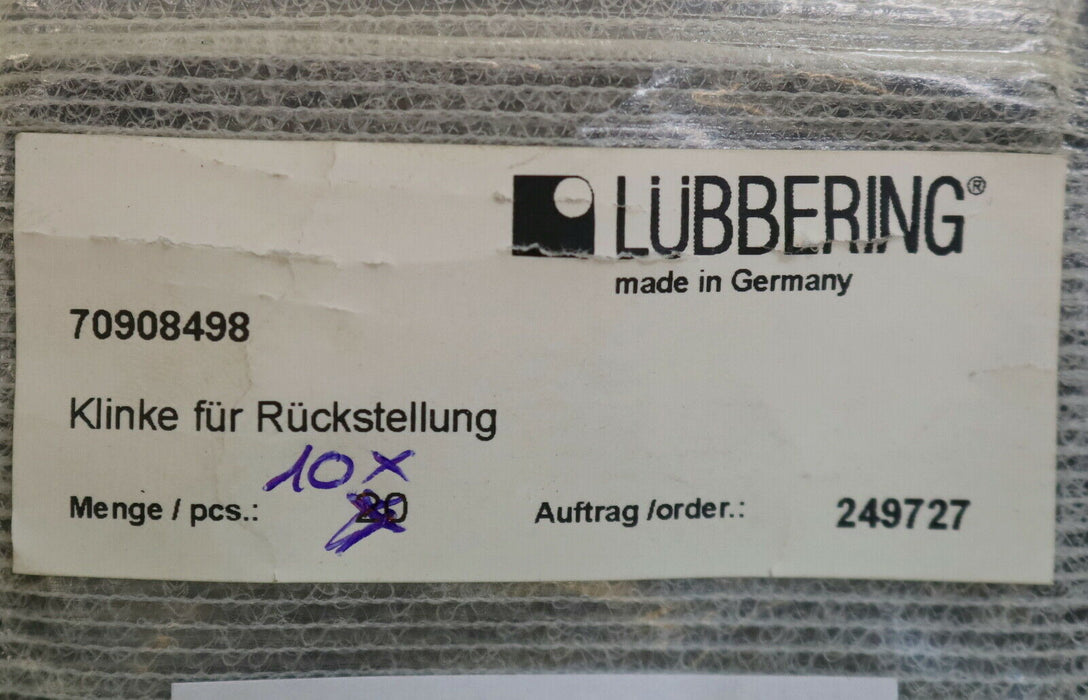 LÜBBERING®
made in Germany
70908498
Klinke für Rückstellung
10x
Menge / pcs.: 20
Auftrag /order.: 249727